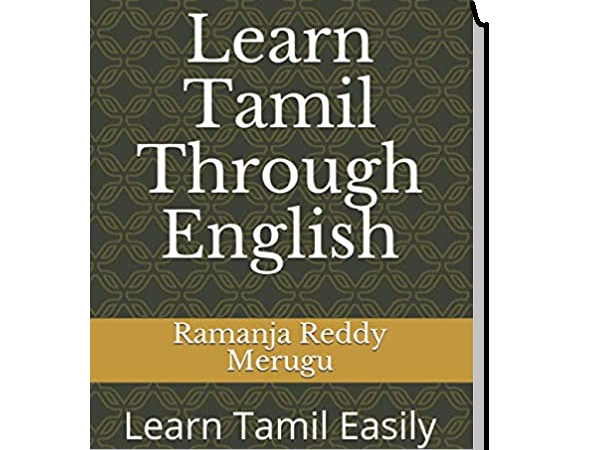 Learn
Tamil
Through
English
Ramanja Reddy
Merugu
Learn Tamil Easily